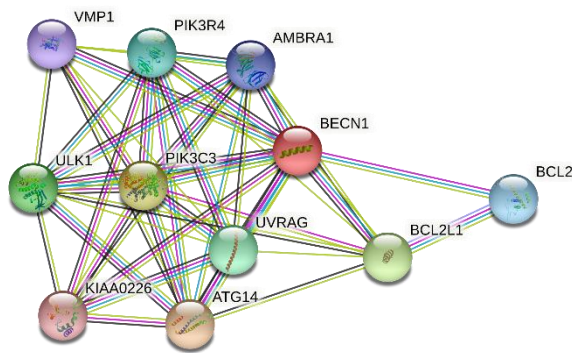 VMP1
PIK3R4
AMBRA1
BECN1
ULK1
PIK3C3
BCL2
UVRAG
BCL2L1
KIAA0226
ATG14